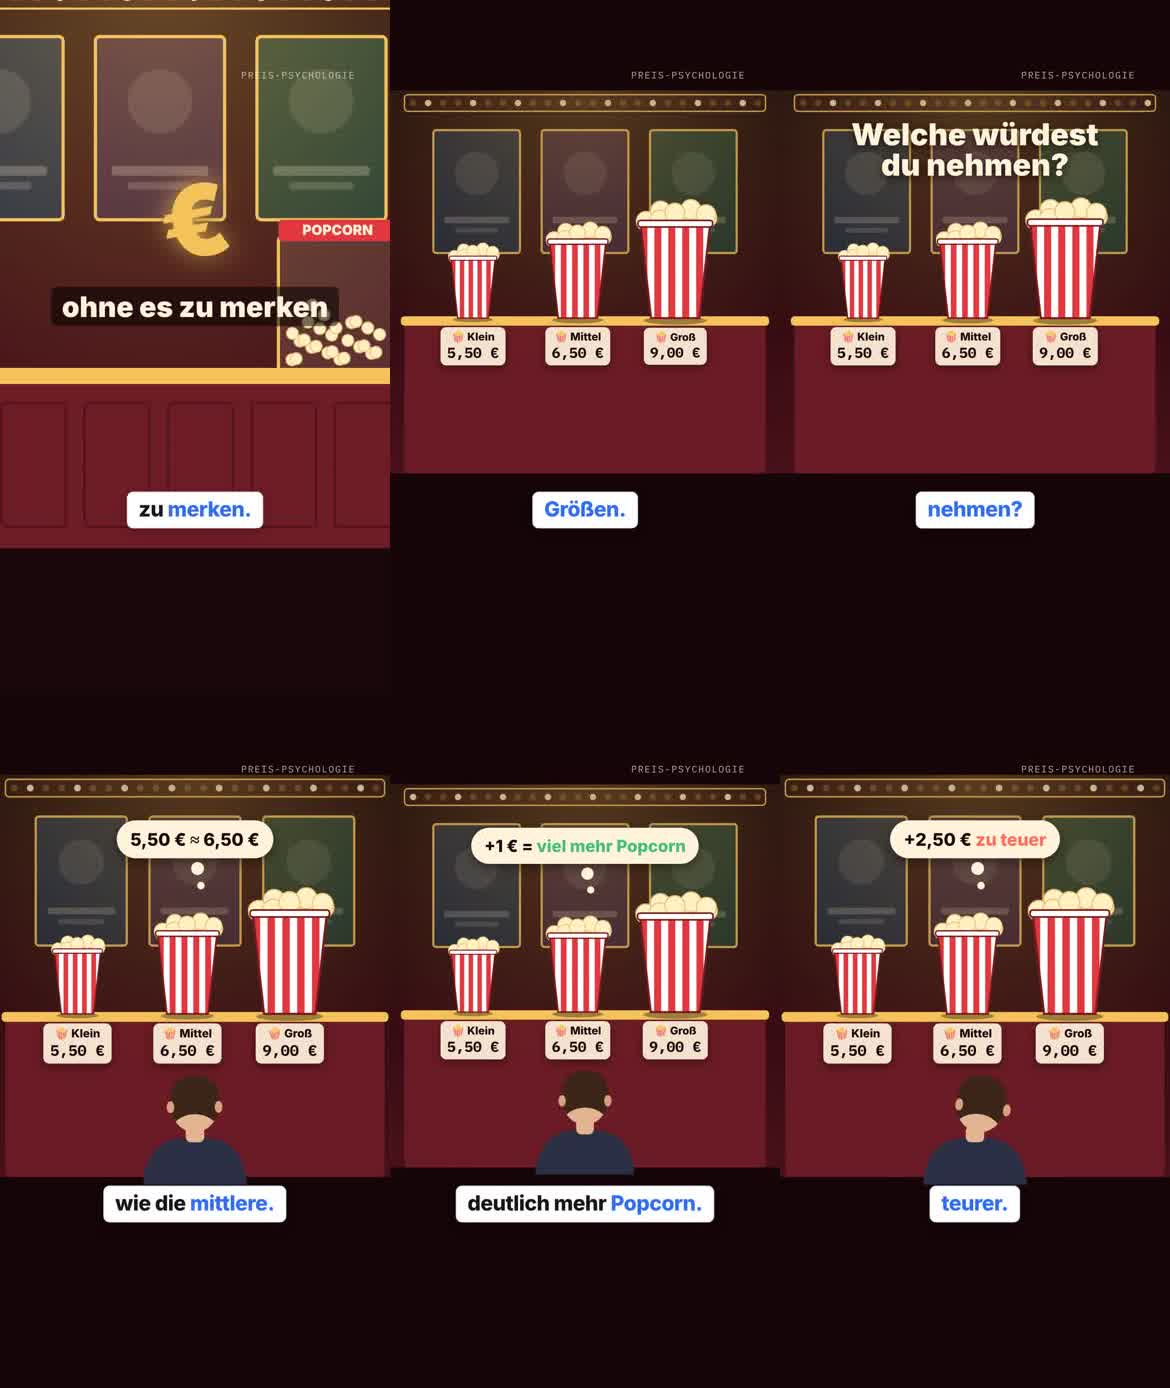 PREIS-PSYCHOLOGIE
€
POPCORN
ohne es zu merken
zu merken.
PREIS-PSYCHOLOGIE
Klein
5,50 €
Mittel
6,50 €
Groß
9,00 €
Größen.
PREIS-PSYCHOLOGIE
Welche würdest
du nehmen?
Klein
5,50 €
Mittel
6,50 €
Groß
9,00 €
nehmen?
PREIS-PSYCHOLOGIE
5,50 € ≈ 6,50 €
Klein
5,50 €
Mittel
6,50 €
Groß
9,00 €
wie die mittlere.
PREIS-PSYCHOLOGIE
+1 € = viel mehr Popcorn
Klein
5,50 €
Mittel
6,50 €
Groß
9,00 €
deutlich mehr Popcorn.
PREIS-PSYCHOLOGIE
+2,50 € zu teuer
Klein
5,50 €
Mittel
6,50 €
Groß
9,00 €
teurer.